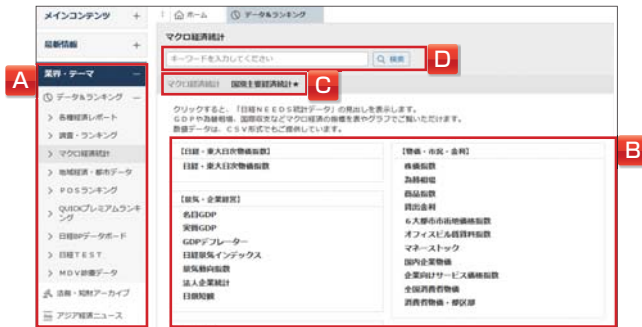 メインコンテンツ +
最新情報 +
業界・テーマ −
データ&ランキング −
> 各種経済レポート
> 調査・ランキング
> マクロ経済統計
> 地域経済・都市データ
> POSランキング
> QUICKプレミアムランキ
ング
> 日経BPデータボード
> 日経TEST
> MDV診療データ
法務・知財アーカイブ
アジア経済ニュース
A
ホーム
データ&ランキング
マクロ経済統計
キーワードを入力してください
検索
D
マクロ経済統計 国際主要経済統計★
C
クリックすると、「日経NEEDS統計データ」の見出しを表示します。
GDPや為替相場、国際収支などマクロ経済の指標を表やグラフでご覧いただけます。
数値データは、CSV形式でもご提供しています。
B
【日経・東大日次物価指数】
日経・東大日次物価指数
【景気・企業経営】
名目GDP
実質GDP
GDPデフレーター
日経景気インデックス
景気動向指数
法人企業統計
日銀短観
【物価・市況・金利】
株価指数
為替相場
商品指数
貸出金利
6大都市市街地価格指数
オフィスビル賃貸料指数
マネーストック
国内企業物価
企業向けサービス価格指数
全国消費者物価
消費者物価・都区部